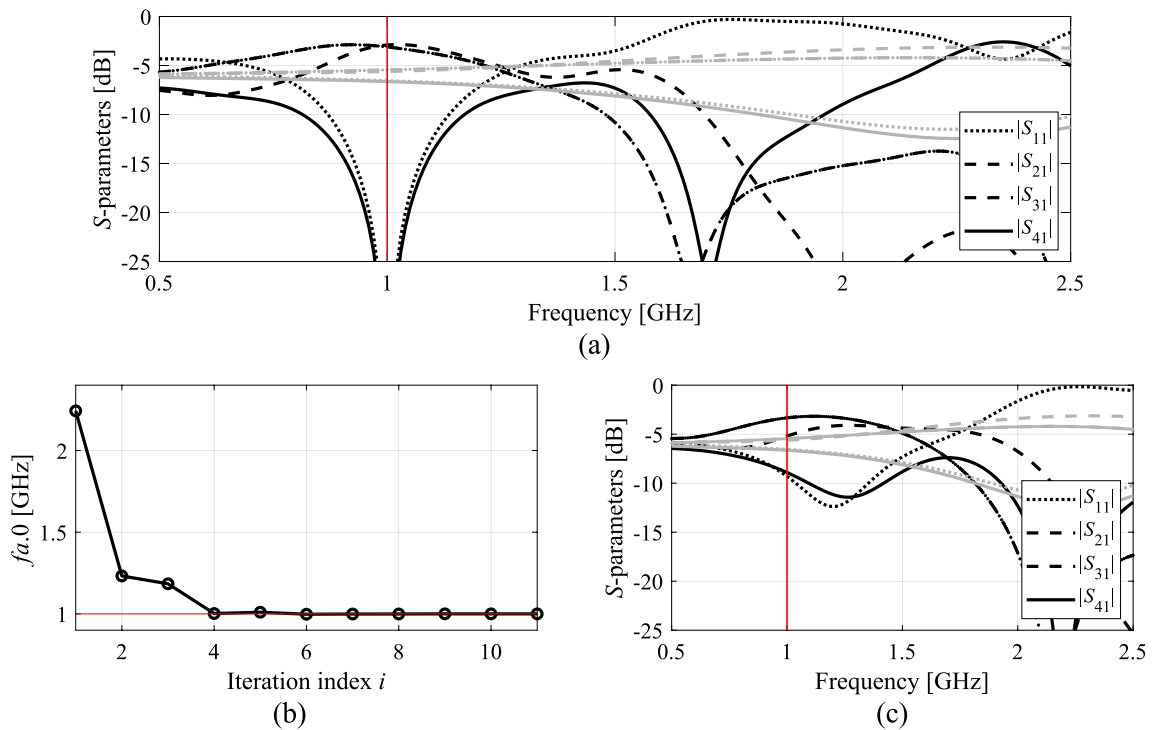 0
-5
-10
-15
-20
-25
S-parameters [dB]
|S11|
|S21|
|S31|
|S41|
0.5 1 1.5 2 2.5
Frequency [GHz]
(a)
2
1.5
1
fa.0 [GHz]
2 4 6 8 10
Iteration index i
(b)
0
-5
-10
-15
-20
-25
S-parameters [dB]
|S11|
|S21|
|S31|
|S41|
0.5 1 1.5 2 2.5
Frequency [GHz]
(c)